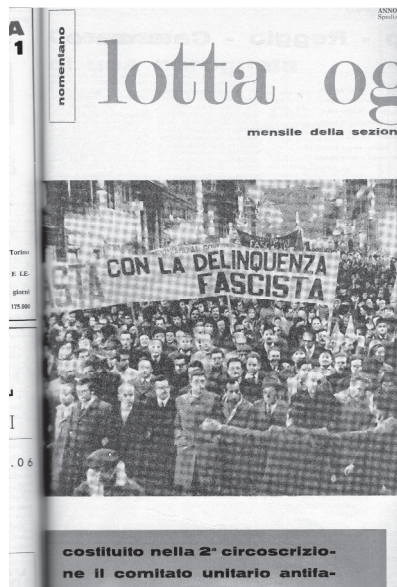 A
1
Torino
F. LE-
giorni
175.000
I
.06
ANNO
Spediz
nomentano
lotta og
mensile della sezion
CON LA DELINQUENZA
FASCISTA
costituito nella 2ª circoscrizio-
ne il comitato unitario antifa-